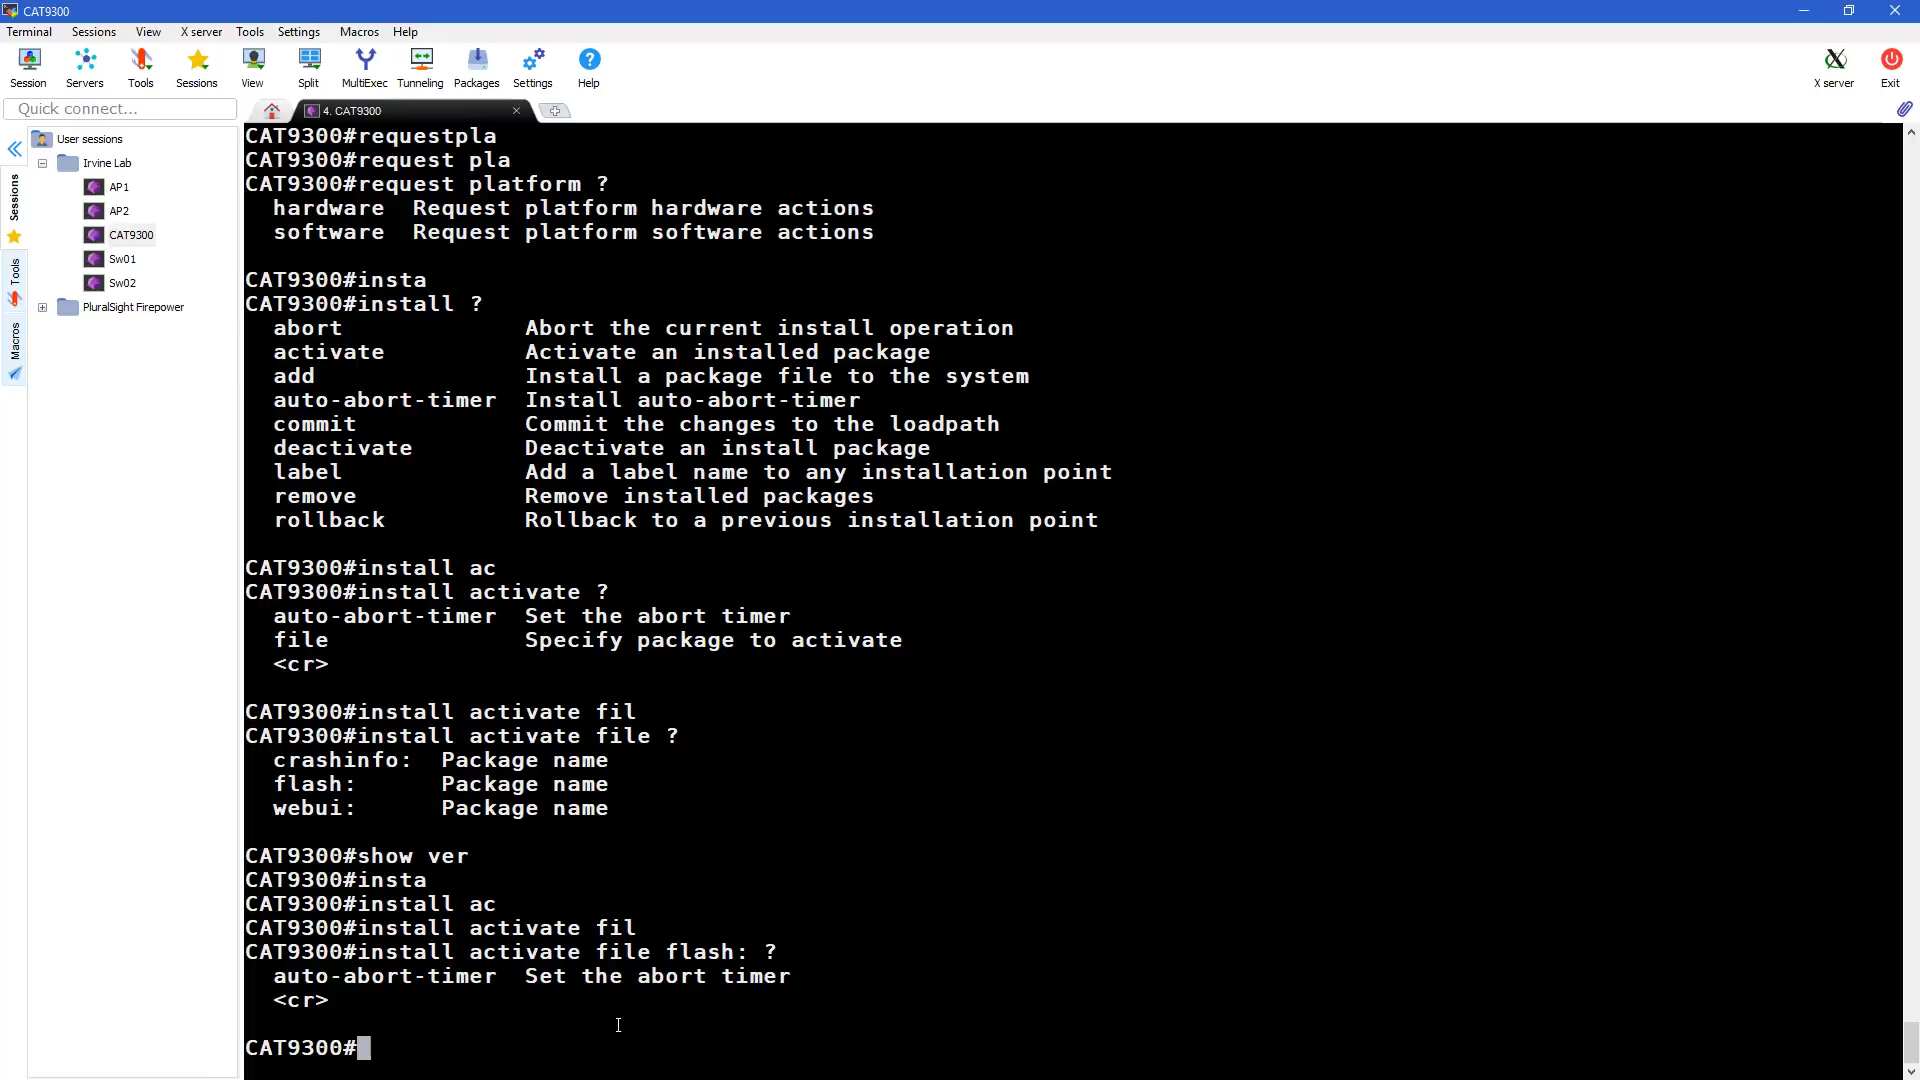 CAT9300
Terminal Sessions View X server Tools Settings Macros Help
Session Servers Tools Sessions View Split MultiExec Tunneling Packages Settings Help X server Exit
Quick connect...
4. CAT9300
User sessions
Irvine Lab
AP1
AP2
CAT9300
Sw01
Sw02
PluralSight Firepower
Sessions
Tools
Macros
CAT9300#requestpla
CAT9300#request pla
CAT9300#request platform ?
hardware  Request platform hardware actions
software  Request platform software actions
CAT9300#insta
CAT9300#install ?
abort  Abort the current install operation
activate  Activate an installed package
add  Install a package file to the system
auto-abort-timer  Install auto-abort-timer
commit  Commit the changes to the loadpath
deactivate  Deactivate an install package
label  Add a label name to any installation point
remove  Remove installed packages
rollback  Rollback to a previous installation point
CAT9300#install ac
CAT9300#install activate ?
auto-abort-timer  Set the abort timer
file  Specify package to activate
<cr>
CAT9300#install activate fil
CAT9300#install activate file ?
crashinfo:  Package name
flash:  Package name
webui:  Package name
CAT9300#show ver
CAT9300#insta
CAT9300#install ac
CAT9300#install activate fil
CAT9300#install activate file flash: ?
auto-abort-timer  Set the abort timer
<cr>
CAT9300#